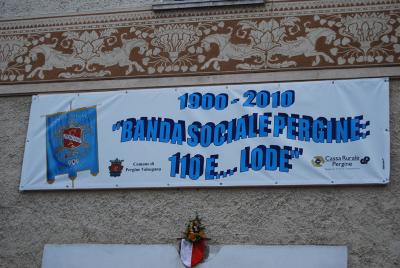 1900 - 2010
"BANDA SOCIALE PERGINE:
110 E... LODE"
Comune di
Pergine Valsugana
Cassa Rurale
Pergine